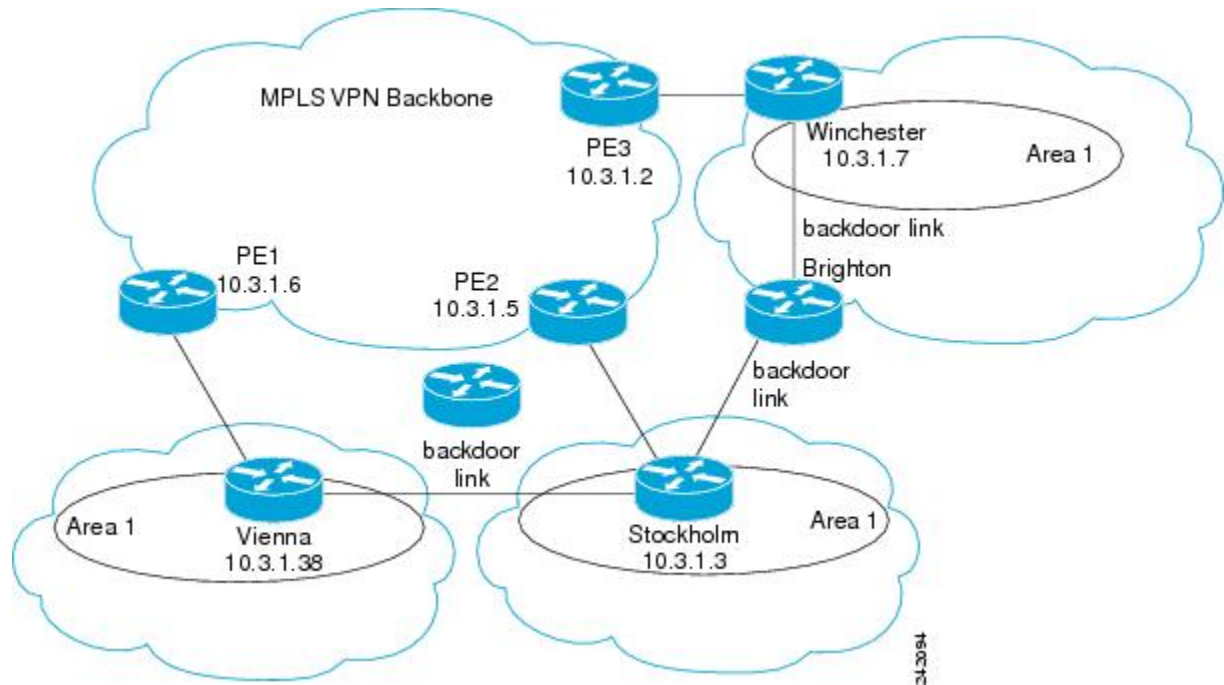 MPLS VPN Backbone
PE3
10.3.1.2
Winchester
10.3.1.7
Area 1
backdoor link
Brighton
PE1
10.3.1.6
PE2
10.3.1.5
backdoor
link
backdoor
link
Area 1
Vienna
10.3.1.38
Stockholm
10.3.1.3
Area 1